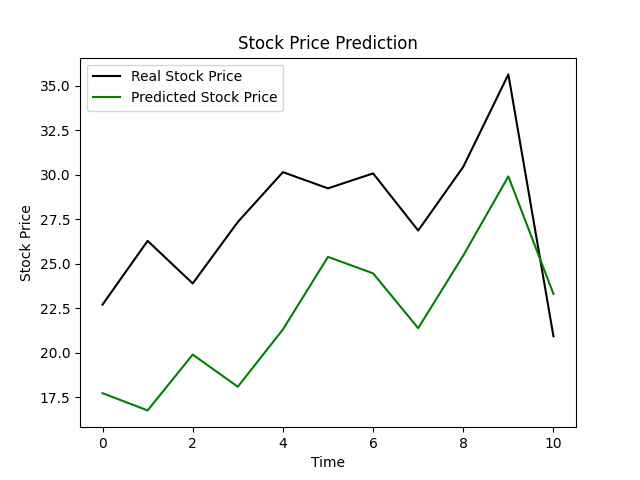 Stock Price Prediction
Real Stock Price
Predicted Stock Price
Stock Price
35.0
32.5
30.0
27.5
25.0
22.5
20.0
17.5
0 2 4 6 8 10
Time